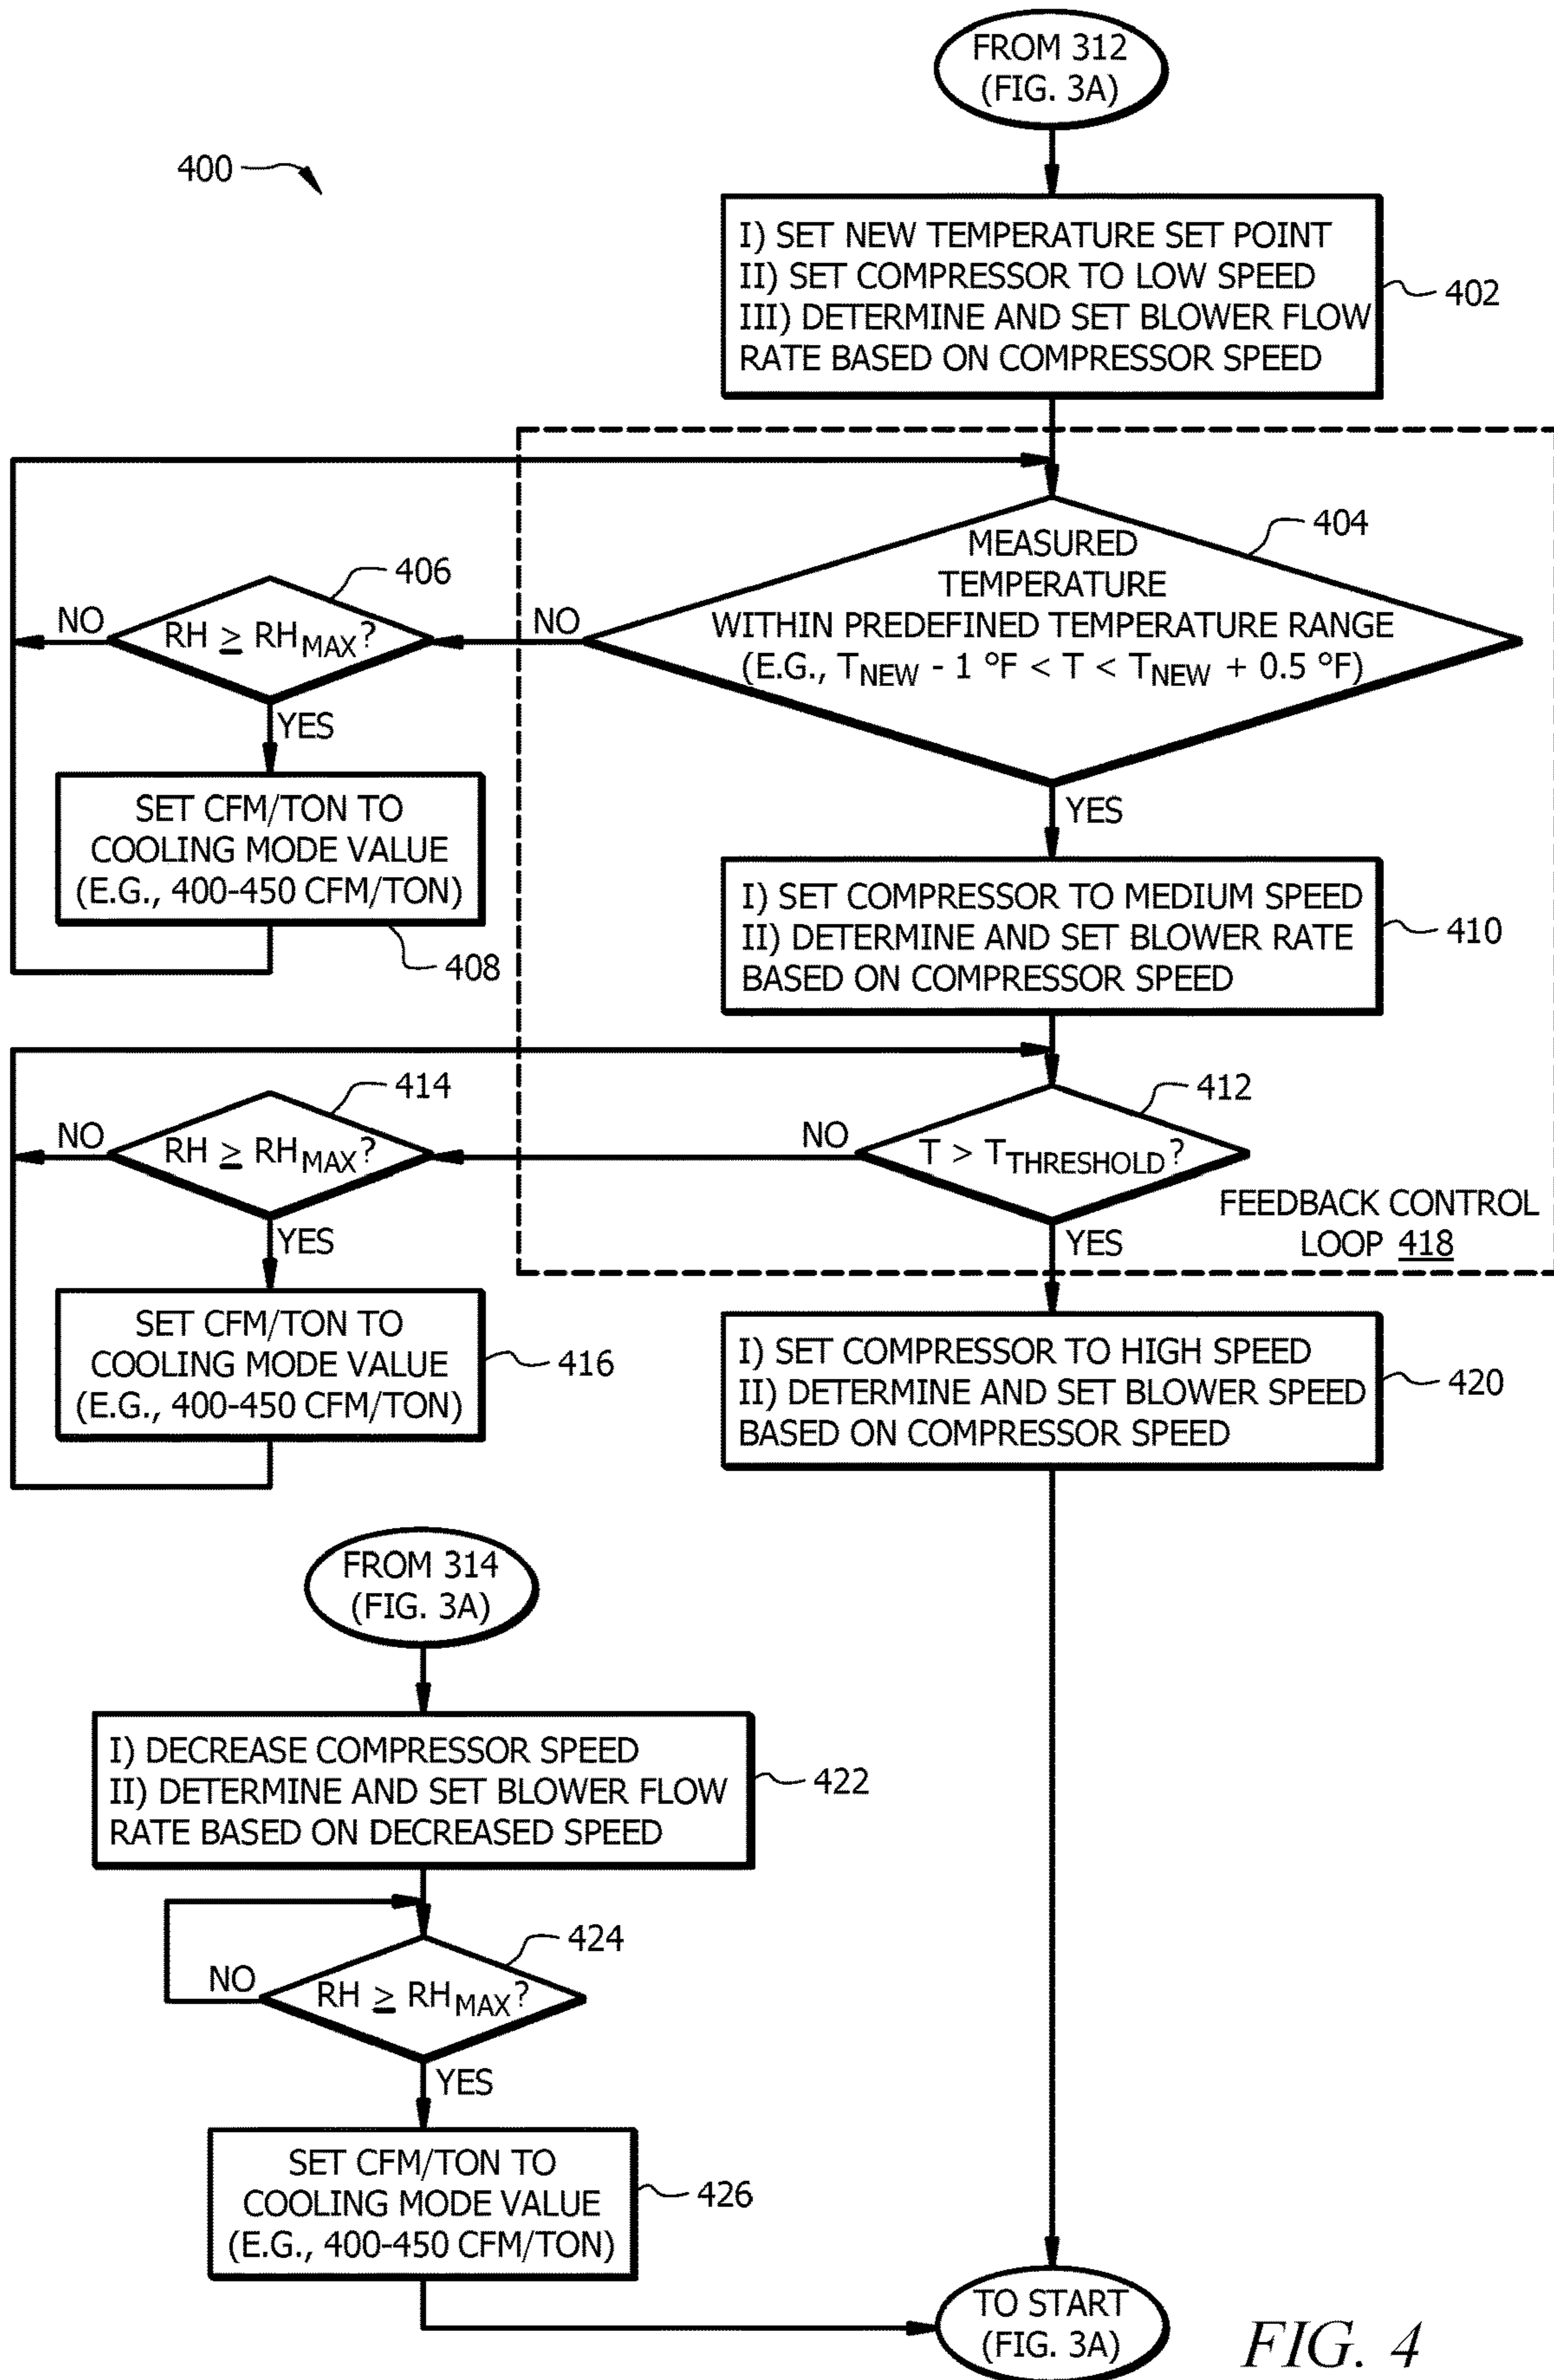 FROM 312
(FIG. 3A)
400
I) SET NEW TEMPERATURE SET POINT
II) SET COMPRESSOR TO LOW SPEED
III) DETERMINE AND SET BLOWER FLOW
RATE BASED ON COMPRESSOR SPEED
402
404
MEASURED
TEMPERATURE
WITHIN PREDEFINED TEMPERATURE RANGE
(E.G., TNEW - 1 °F < T < TNEW + 0.5 °F)
NO
YES
406
RH ≥ RHMAX?
NO
YES
SET CFM/TON TO
COOLING MODE VALUE
(E.G., 400-450 CFM/TON)
408
I) SET COMPRESSOR TO MEDIUM SPEED
II) DETERMINE AND SET BLOWER RATE
BASED ON COMPRESSOR SPEED
410
412
T > TTHRESHOLD?
NO
YES
FEEDBACK CONTROL
LOOP 418
414
RH ≥ RHMAX?
NO
YES
SET CFM/TON TO
COOLING MODE VALUE
(E.G., 400-450 CFM/TON)
416
I) SET COMPRESSOR TO HIGH SPEED
II) DETERMINE AND SET BLOWER SPEED
BASED ON COMPRESSOR SPEED
420
FROM 314
(FIG. 3A)
I) DECREASE COMPRESSOR SPEED
II) DETERMINE AND SET BLOWER FLOW
RATE BASED ON DECREASED SPEED
422
424
RH ≥ RHMAX?
NO
YES
SET CFM/TON TO
COOLING MODE VALUE
(E.G., 400-450 CFM/TON)
426
TO START
(FIG. 3A)
FIG. 4